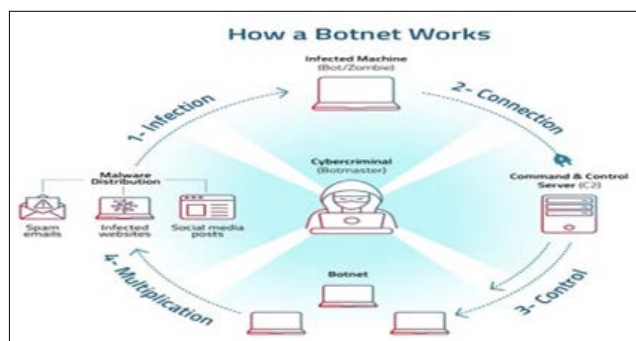 How a Botnet Works
Infected Machine
(Bot/Zombie)
1- Infection
2- Connection
Malware
Distribution
Spam
emails
Infected
websites
Social media
posts
Cybercriminal
(Botmaster)
Command & Control
Server (C2)
Botnet
4- Multiplication
3- Control